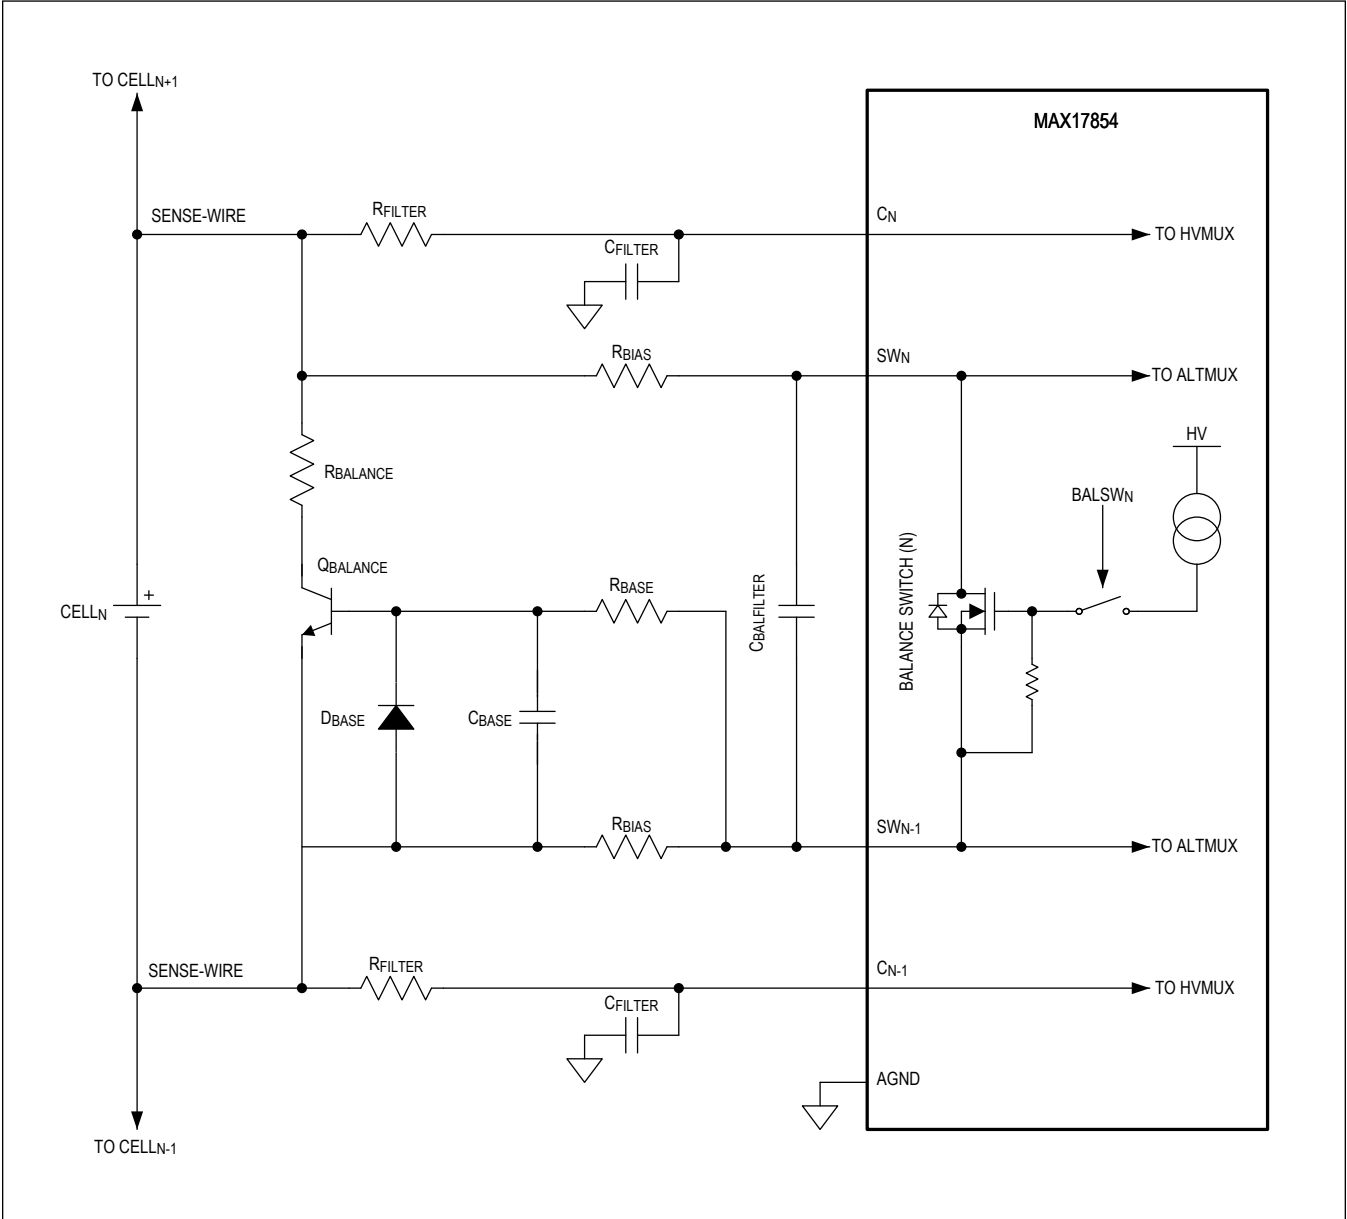 TO CELLN+1
MAX17854
SENSE-WIRE
RFILTER
CN
TO HVMUX
CFILTER
RBIAS
SWN
TO ALTMUX
HV
RBALANCE
BALSWN
QBALANCE
RBASE
CELLN
+
CBALFILTER
BALANCE SWITCH (N)
DBASE
CBASE
RBIAS
SWN-1
TO ALTMUX
SENSE-WIRE
RFILTER
CN-1
TO HVMUX
CFILTER
AGND
TO CELLN-1